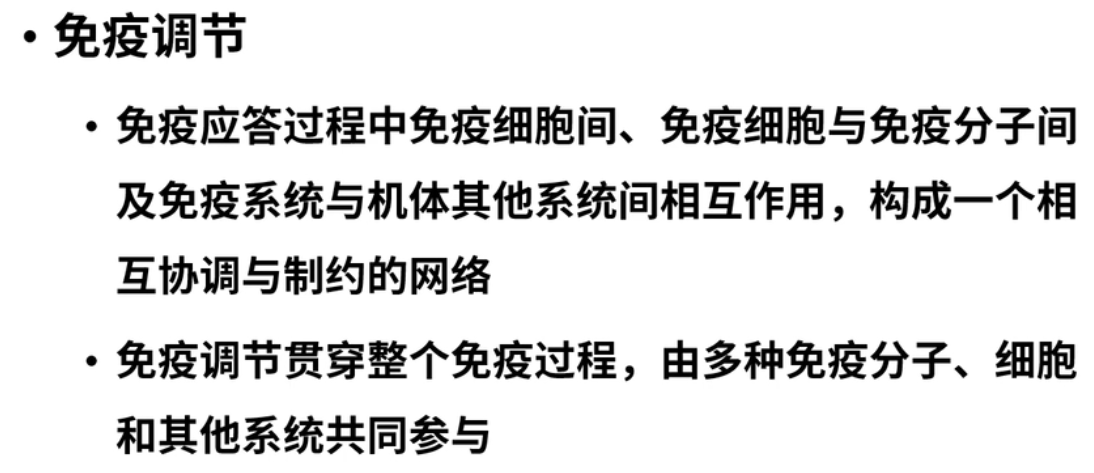 • 免疫调节
• 免疫应答过程中免疫细胞间、免疫细胞与免疫分子间
及免疫系统与机体其他系统间相互作用，构成一个相
互协调与制约的网络
• 免疫调节贯穿整个免疫过程，由多种免疫分子、细胞
和其他系统共同参与